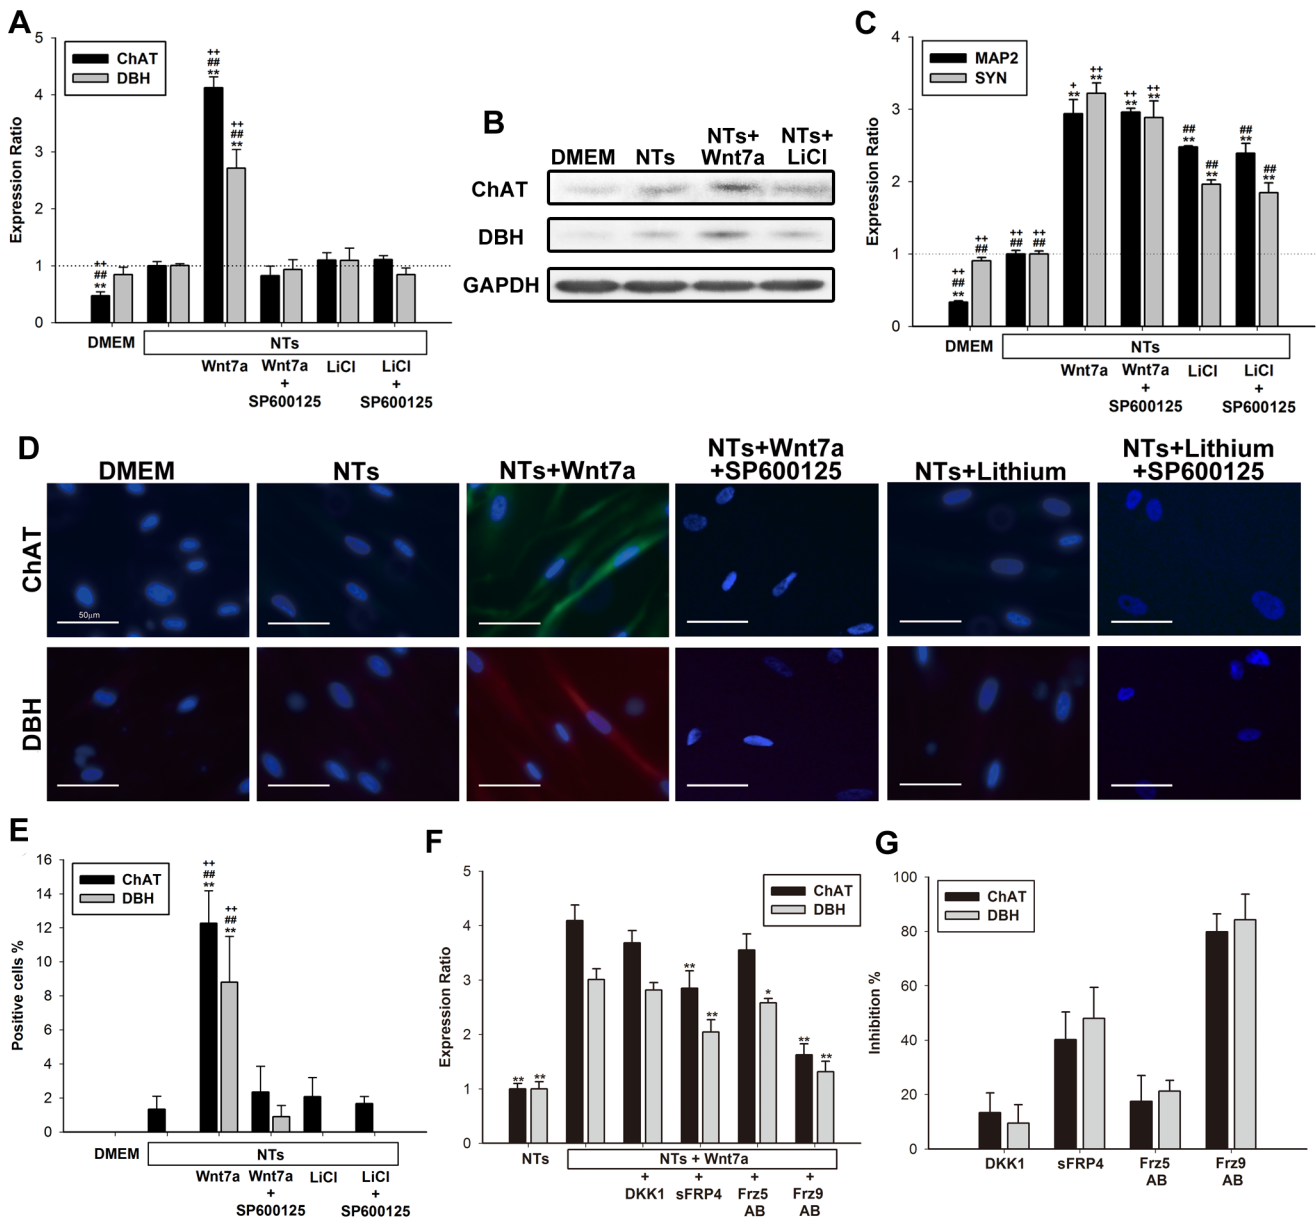 A
5
4
3
2
1
0
Expression Ratio
ChAT
DBH
++
##
**
++
##
**
++
##
**
DMEM
NTs
Wnt7a
Wnt7a
+
SP600125
LiCl
LiCl
+
SP600125
B
DMEM
NTs
NTs+
Wnt7a
NTs+
LiCl
ChAT
DBH
GAPDH
C
4
3
2
1
0
Expression Ratio
MAP2
SYN
++
##
**
++
##
++
##
++
##
+
**
++
**
++
**
++
**
##
**
##
**
##
**
##
**
DMEM
NTs
Wnt7a
Wnt7a
+
SP600125
LiCl
LiCl
+
SP600125
D
DMEM
NTs
NTs+Wnt7a
NTs+Wnt7a
+SP600125
NTs+Lithium
NTs+Lithium
+SP600125
ChAT
50µm
DBH
E
16
14
12
10
8
6
4
2
0
Positive cells %
ChAT
DBH
++
##
**
++
##
**
DMEM
NTs
Wnt7a
Wnt7a
+
SP600125
LiCl
LiCl
+
SP600125
F
5
4
3
2
1
0
Expression Ratio
ChAT
DBH
** **
**
**
*
**
**
NTs
NTs + Wnt7a
+
DKK1
+
sFRP4
+
Frz5
AB
+
Frz9
AB
G
100
80
60
40
20
0
Inhibition %
ChAT
DBH
DKK1
sFRP4
Frz5
AB
Frz9
AB